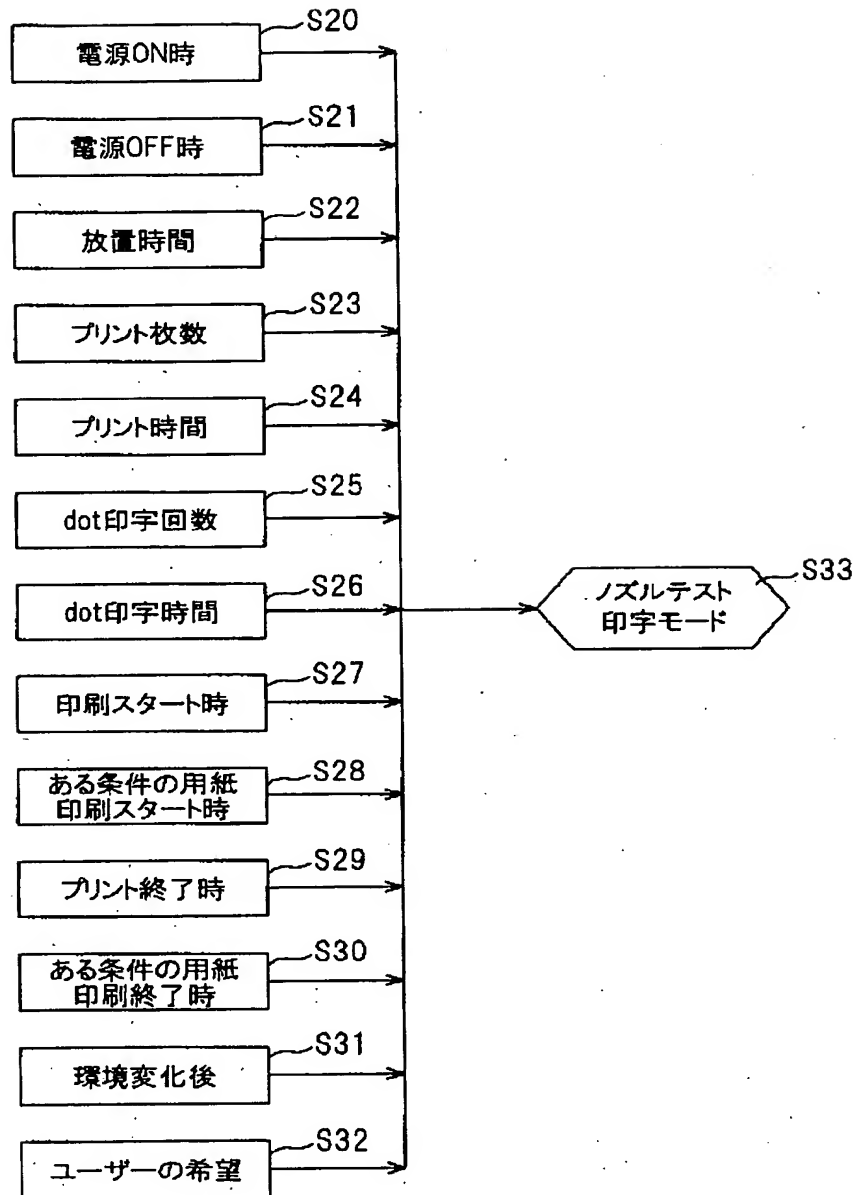 S20
電源ON時
S21
電源OFF時
S22
放置時間
S23
プリント枚数
S24
プリント時間
S25
dot印字回数
S26
dot印字時間
S33
ノズルテスト
印字モード
S27
印刷スタート時
S28
ある条件の用紙
印刷スタート時
S29
プリント終了時
S30
ある条件の用紙
印刷終了時
S31
環境変化後
S32
ユーザーの希望